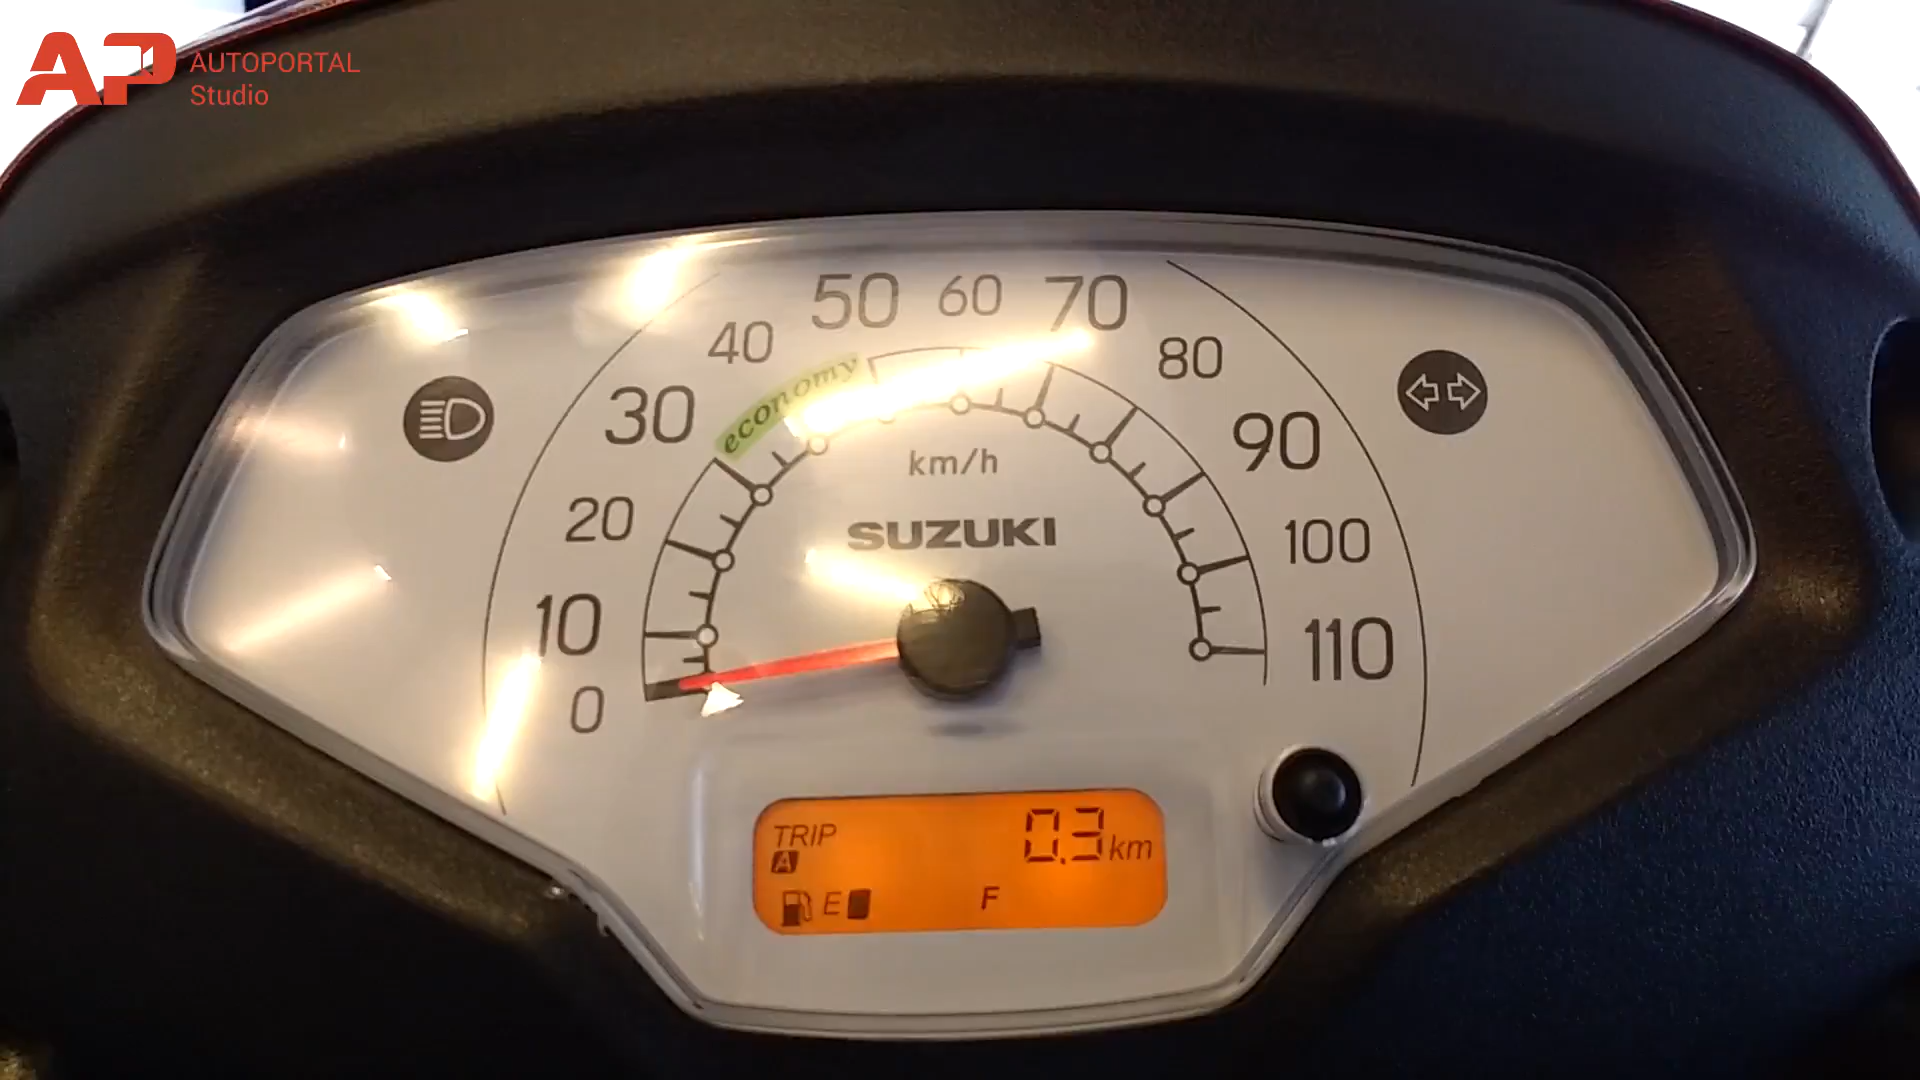 AP AUTOPORTAL
Studio
50 60 70
40 80
economy
30 90
km/h
20 100
SUZUKI
10 110
0
TRIP 0.3 km
A
E F